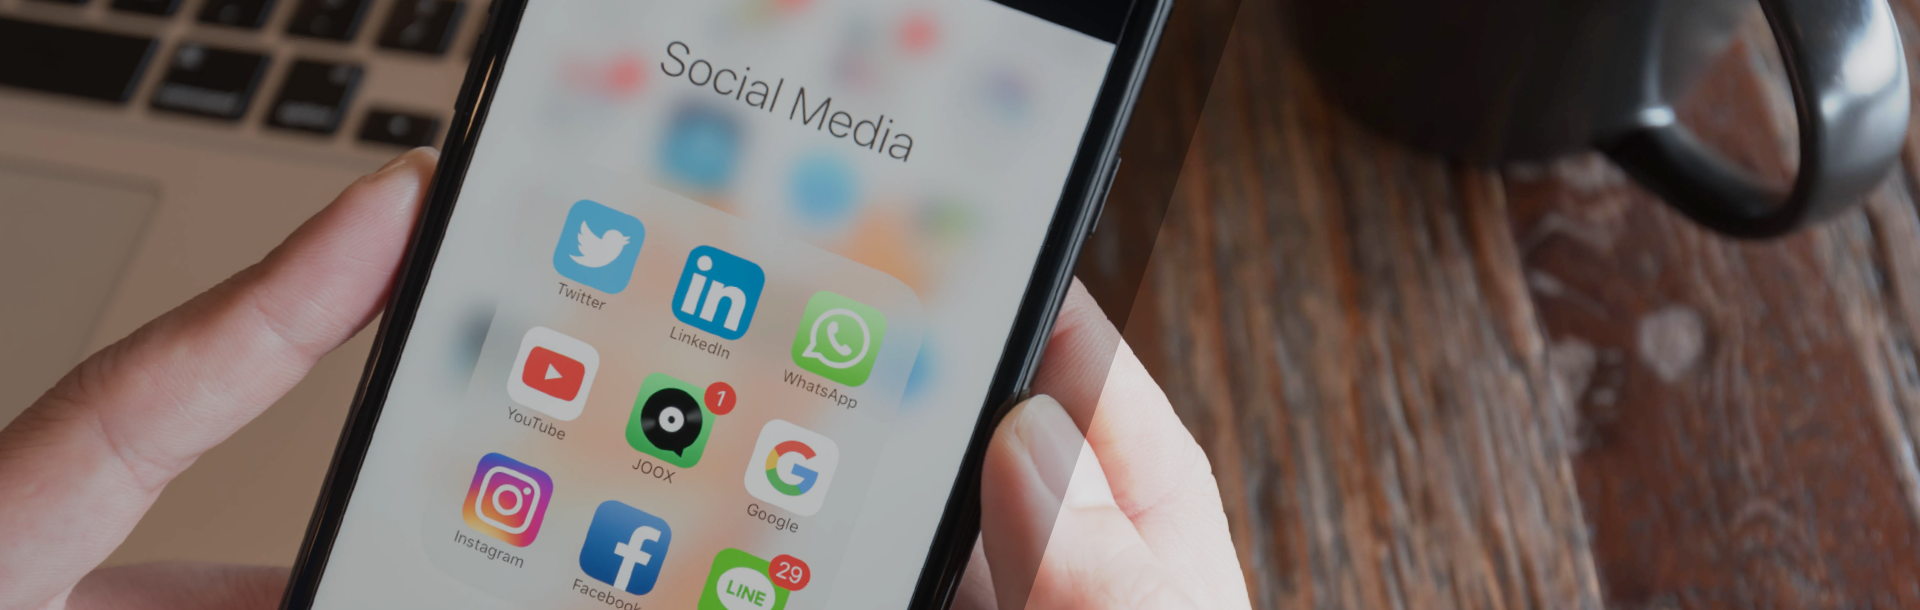 Social Media
Twitter
in
LinkedIn
WhatsApp
YouTube
1
JOOX
G
Google
Instagram
f
Facebook
LINE
29